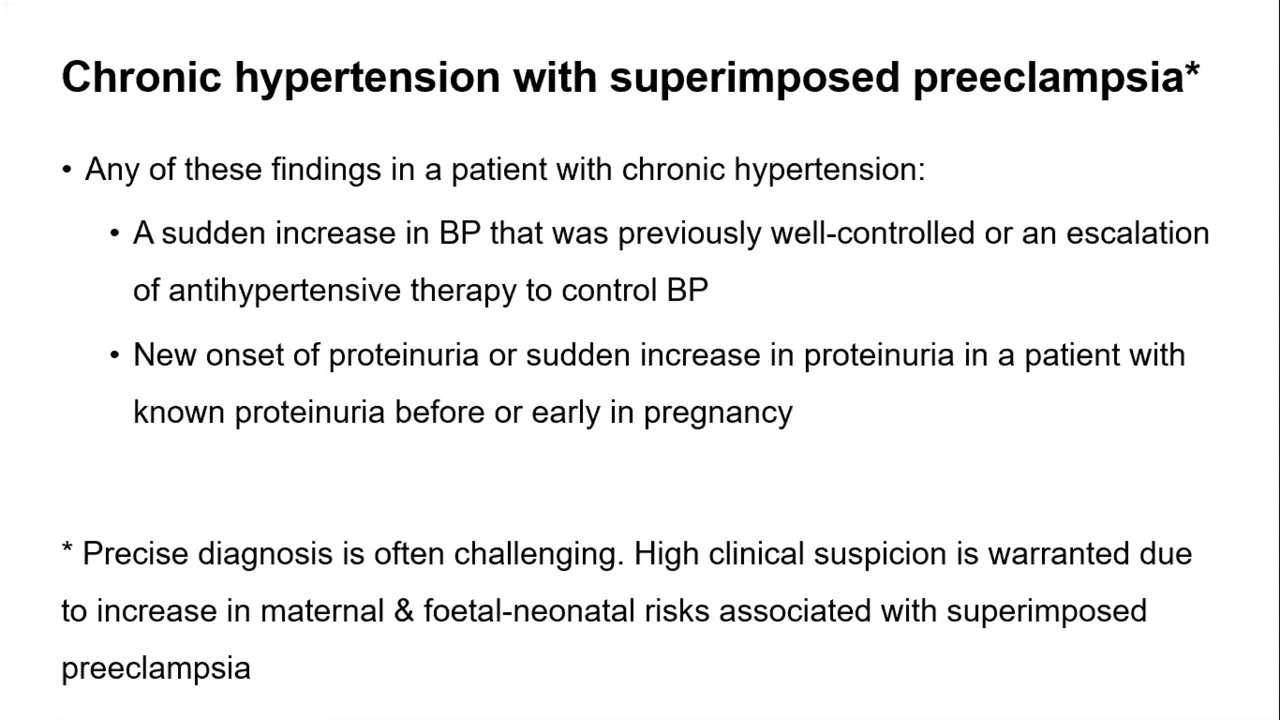 Chronic hypertension with superimposed preeclampsia*
• Any of these findings in a patient with chronic hypertension:
• A sudden increase in BP that was previously well-controlled or an escalation
of antihypertensive therapy to control BP
• New onset of proteinuria or sudden increase in proteinuria in a patient with
known proteinuria before or early in pregnancy
* Precise diagnosis is often challenging. High clinical suspicion is warranted due
to increase in maternal & foetal-neonatal risks associated with superimposed
preeclampsia